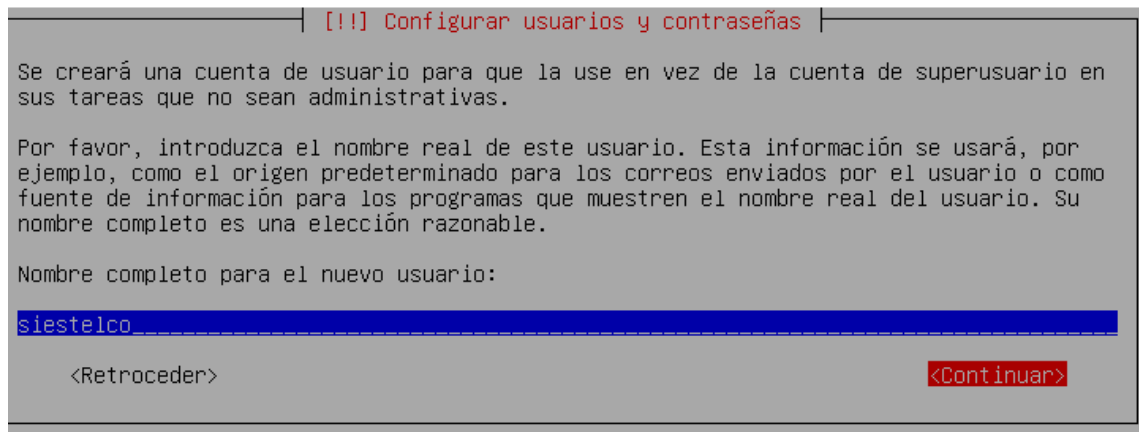 [!!] Configurar usuarios y contraseñas
Se creará una cuenta de usuario para que la use en vez de la cuenta de superusuario en
sus tareas que no sean administrativas.
Por favor, introduzca el nombre real de este usuario. Esta información se usará, por
ejemplo, como el origen predeterminado para los correos enviados por el usuario o como
fuente de información para los programas que muestren el nombre real del usuario. Su
nombre completo es una elección razonable.
Nombre completo para el nuevo usuario:
siestelco
<Retroceder> <Continuar>